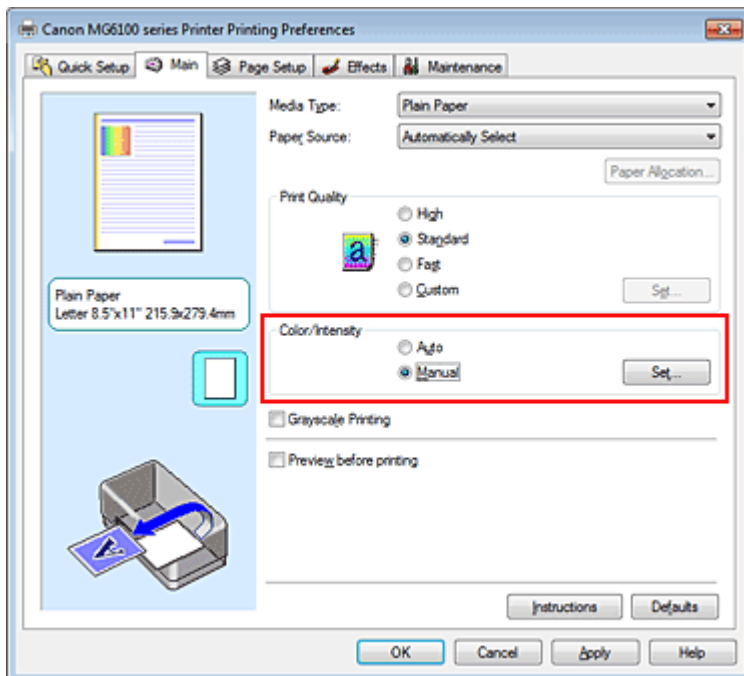 Canon MG6100 series Printer Printing Preferences
Quick Setup Main Page Setup Effects Maintenance
Media Type: Plain Paper
Paper Source: Automatically Select
Paper Allocation...
Print Quality
High
a Standard
Fast
Custom Set...
Plain Paper
Letter 8.5"x11" 215.9x279.4mm
Color/Intensity
Auto
Manual Set...
Grayscale Printing
Preview before printing
Instructions Defaults
OK Cancel Apply Help